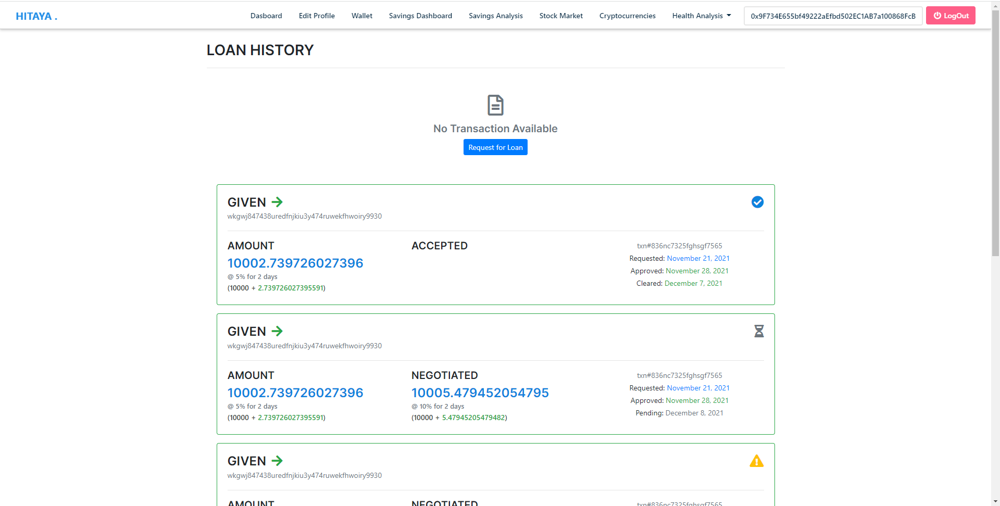 HITAYA .
Dasboard
Edit Profile
Wallet
Savings Dashboard
Savings Analysis
Stock Market
Cryptocurrencies
Health Analysis
0x9F734E655bf49222aEfbd502EC1AB7a100868FcB
LogOut
LOAN HISTORY
No Transaction Available
Request for Loan
GIVEN
wkgwj847438uredfnjkiu3y474ruwekfhwoiry9930
AMOUNT
10002.739726027396
@ 5% for 2 days
(10000 + 2.739726027395591)
ACCEPTED
txn#836nc7325fghsgf7565
Requested: November 21, 2021
Approved: November 28, 2021
Cleared: December 7, 2021
GIVEN
wkgwj847438uredfnjkiu3y474ruwekfhwoiry9930
AMOUNT
10002.739726027396
@ 5% for 2 days
(10000 + 2.739726027395591)
NEGOTIATED
10005.479452054795
@ 10% for 2 days
(10000 + 5.47945205479482)
txn#836nc7325fghsgf7565
Requested: November 21, 2021
Approved: November 28, 2021
Pending: December 8, 2021
GIVEN
wkgwj847438uredfnjkiu3y474ruwekfhwoiry9930
AMOUNT
NEGOTIATED
txn#836nc7325fghsgf7565